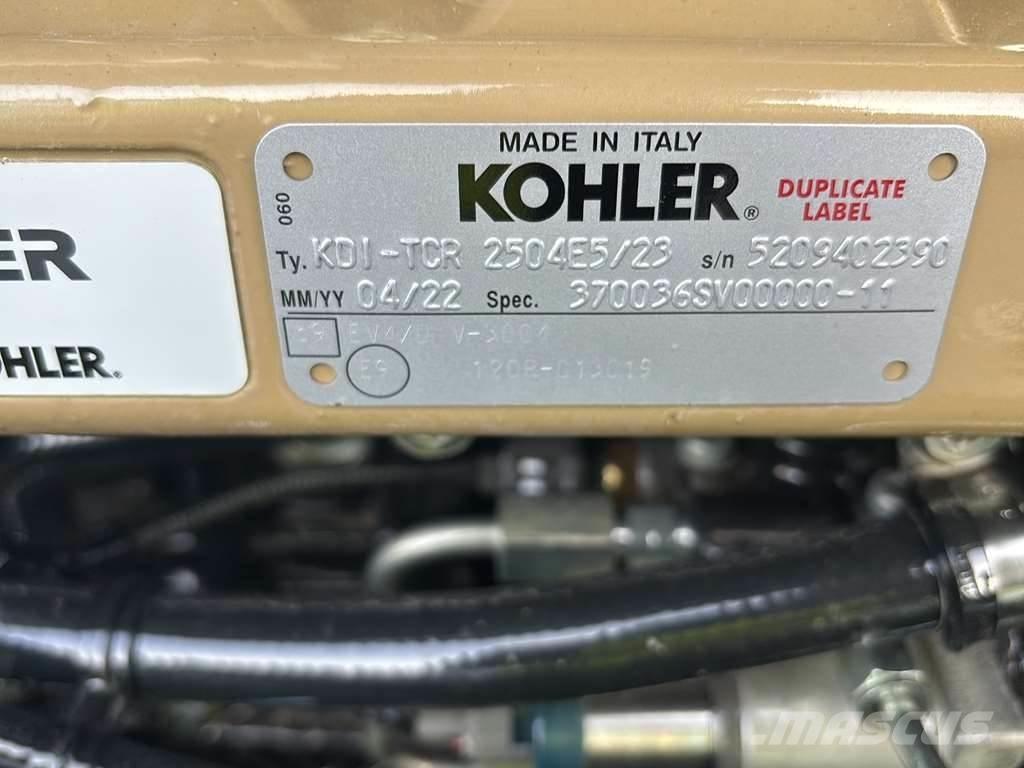 MADE IN ITALY
KOHLER®
DUPLICATE
LABEL
060
Ty. KDI-TCR 2504E5/23 s/n 5209402390
MM/YY 04/22 Spec. 370036SV00000-11
E9
ER
OHLER®
MASCUS